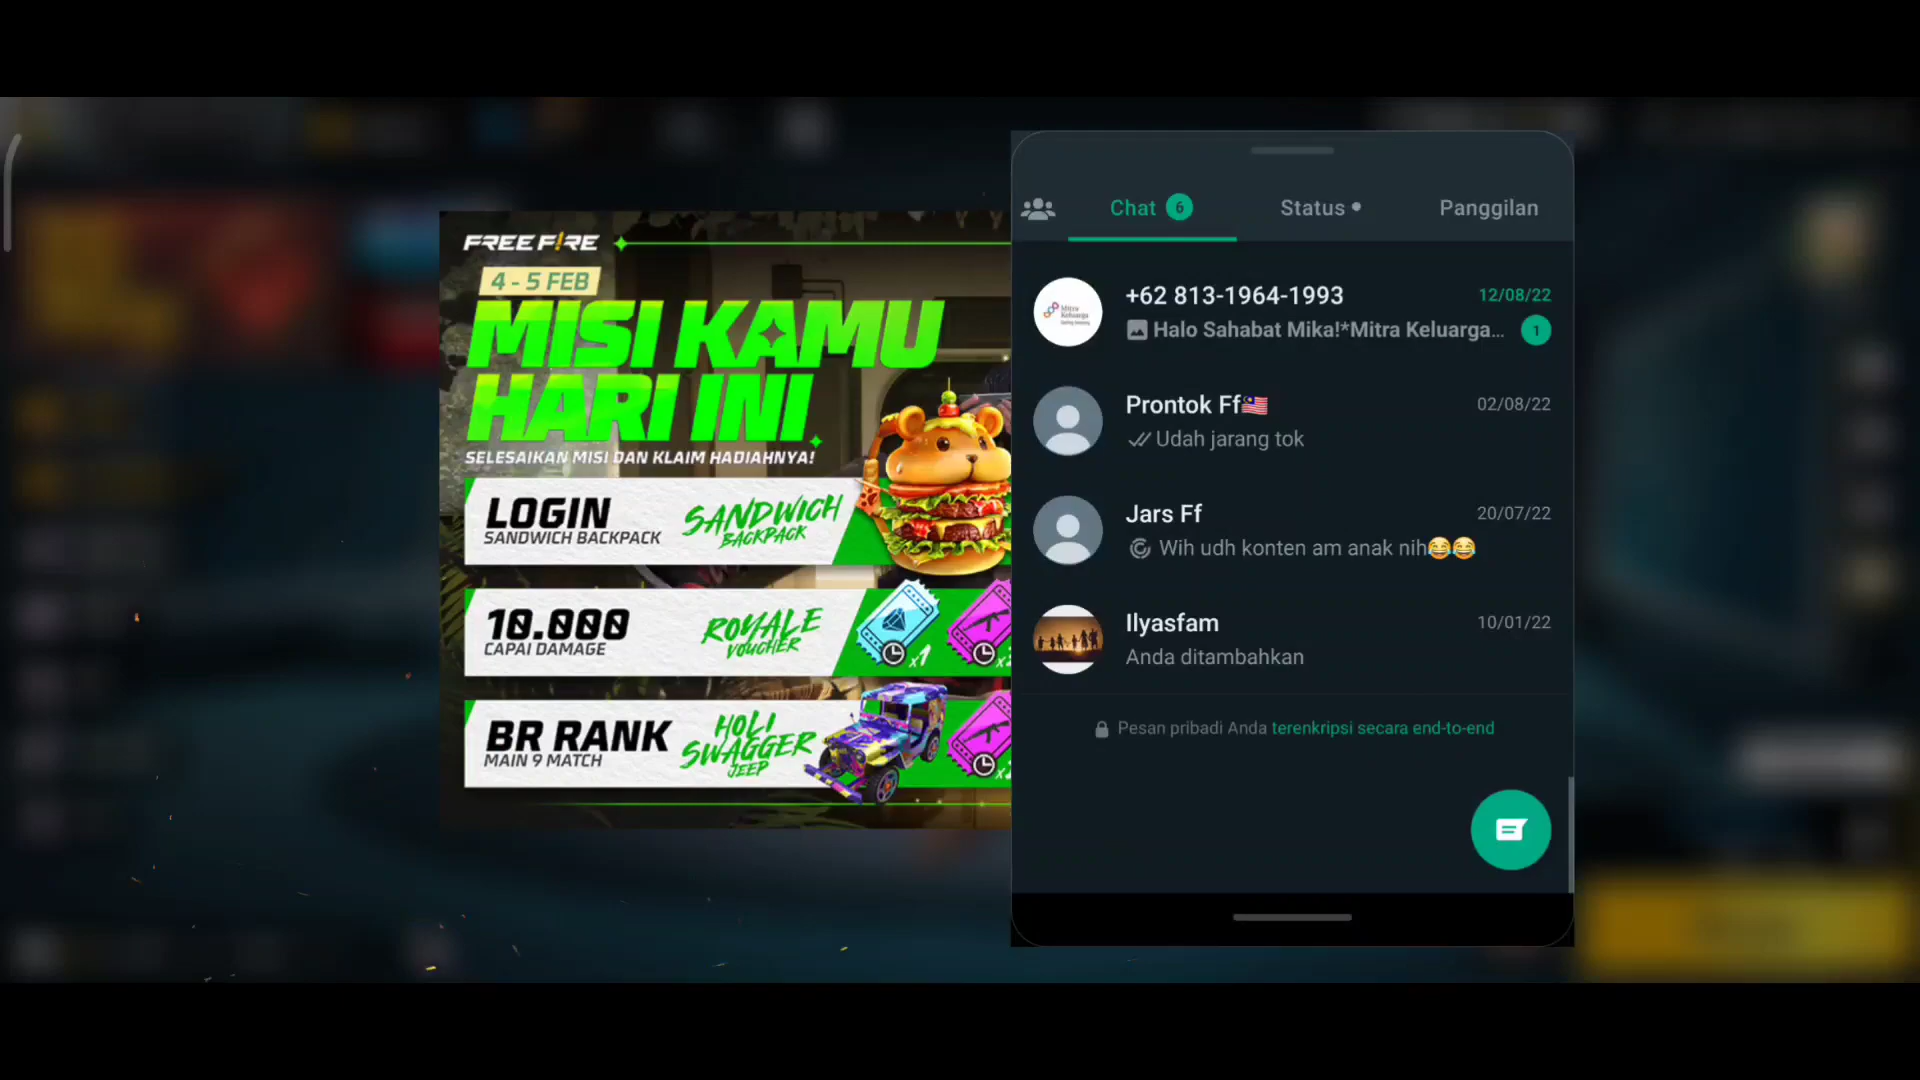 FREE FIRE
4 - 5 FEB
MISI KAMU
HARI INI
SELESAIKAN MISI DAN KLAIM HADIAHNYA!
LOGIN
SANDWICH BACKPACK
SANDWICH
BACKPACK
10.000
CAPAI DAMAGE
ROYALE
VOUCHER
x1
BR RANK
MAIN 9 MATCH
HOLI
SWAGGER
JEEP
Chat 6
Status
Panggilan
+62 813-1964-1993
12/08/22
Halo Sahabat Mika!*Mitra Keluarga...
1
Mitra
Keluarga
Prontok Ff🇲🇾
02/08/22
Udah jarang tok
Jars Ff
20/07/22
Wih udh konten am anak nih😂😂
Ilyasfam
10/01/22
Anda ditambahkan
Pesan pribadi Anda terenkripsi secara end-to-end